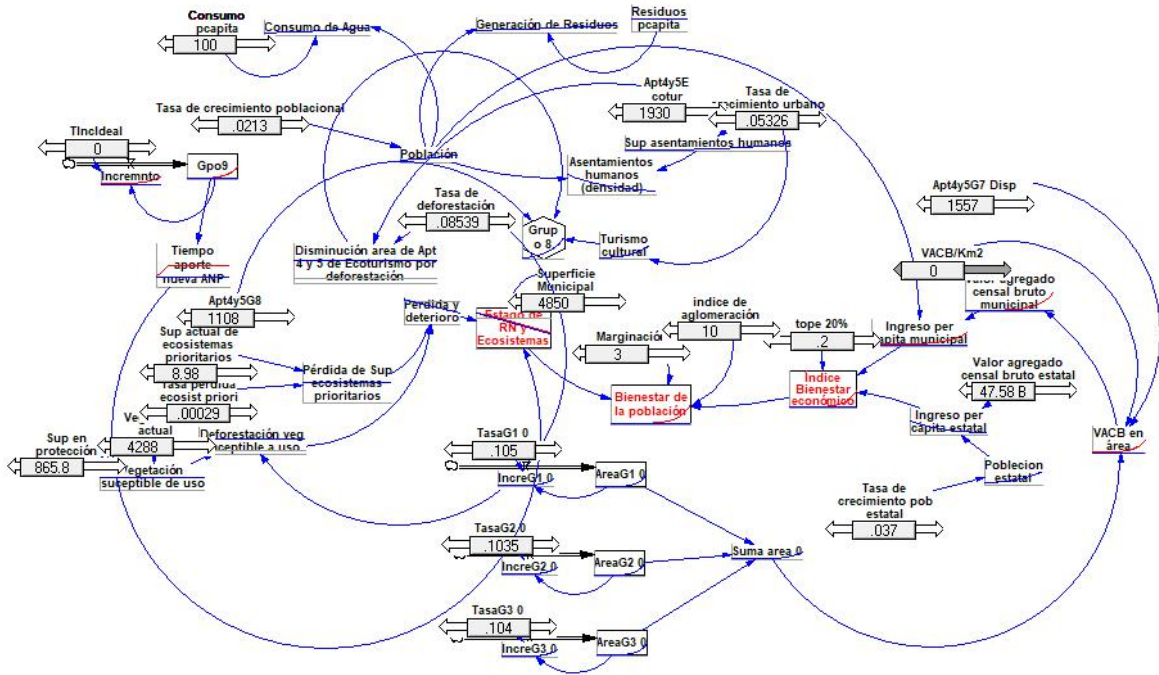 Consumo
pcapita
100
Consumo de Agua
Generación de Residuos
Residuos
pcapita
Tasa de crecimiento poblacional
.0213
Apt4y5E
cotur
1930
Tasa de
crecimiento urbano
.05326
TIncIdeal
0
Incremnto
Gpo9
Población
Sup asentamientos humanos
Asentamientos
humanos
(densidad)
Apt4y5G7 Disp
1557
Tasa de
deforestación
.08539
Grup
o 8
Turismo
cultural
Tiempo
aporte
nueva ANP
Disminución area de Apt
4 y 5 de Ecoturismo por
deforestación
VACB/Km2
0
Valor agregado
censal bruto
municipal
Superficie
Municipal
4850
Apt4y5G8
1108
Perdida y
deterioro
Estado de
RN y
Ecosistemas
indice de
aglomeración
10
tope 20%
.2
Ingreso per
capita municipal
Sup actual de
ecosistemas
prioritarios
8.98
Marginació
3
Valor agregado
censal bruto estatal
47.58 B
Tasa perdida
ecosist priori
.00029
Pérdida de Sup
ecosistemas
prioritarios
Bienestar de
la población
Índice
Bienestar
económico
Ingreso per
capita estatal
VACB en
área
actual
4288
Deforestación veg
suceptible a uso
Sup en
protección
865.8
Vegetación
suceptible de uso
TasaG1 0
.105
IncreG1 0
AreaG1 0
Poblecion
estatal
Tasa de
crecimiento pob
estatal
.037
TasaG2 0
.1035
IncreG2 0
AreaG2 0
Suma area 0
TasaG3 0
.104
IncreG3 0
AreaG3 0